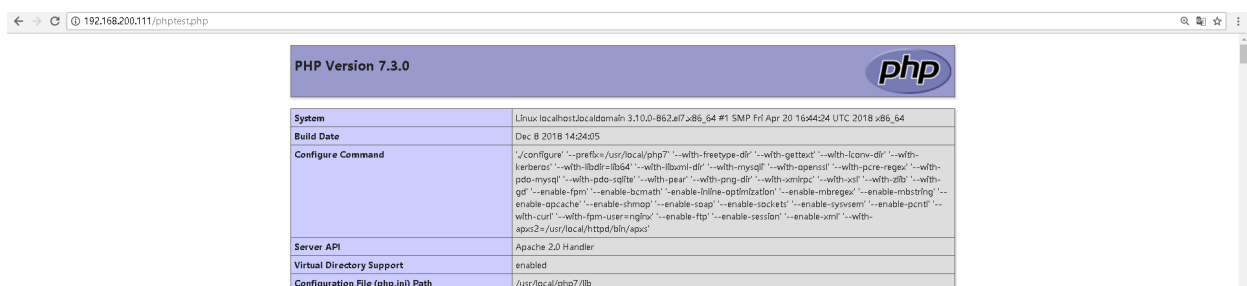 192.168.200.111/phptest.php
PHP Version 7.3.0
php
System Linux localhost.localdomain 3.10.0-862.el7.x86_64 #1 SMP Fri Apr 20 16:44:24 UTC 2018 x86_64
Build Date Dec 8 2018 14:24:05
Configure Command './configure' '--prefix=/usr/local/php7' '--with-freetype-dir' '--with-gettext' '--with-iconv-dir' '--with-
kerberos' '--with-libdir=lib64' '--with-libxml-dir' '--with-mysqli' '--with-openssl' '--with-pcre-regex' '--with-
pdo-mysql' '--with-pdo-sqlite' '--with-pear' '--with-png-dir' '--with-xmlrpc' '--with-xsl' '--with-zlib' '--with-
gd' '--enable-fpm' '--enable-bcmath' '-enable-inline-optimization' '--enable-mbregex' '--enable-mbstring' '--
enable-opcache' '--enable-shmop' '--enable-soap' '--enable-sockets' '--enable-sysvsem' '--enable-pcntl' '--
with-curl' '--with-fpm-user=nginx' '--enable-ftp' '--enable-session' '--enable-xml' '--with-
apxs2=/usr/local/httpd/bin/apxs'
Server API Apache 2.0 Handler
Virtual Directory Support enabled
Configuration File (php.ini) Path /usr/local/php7/lib